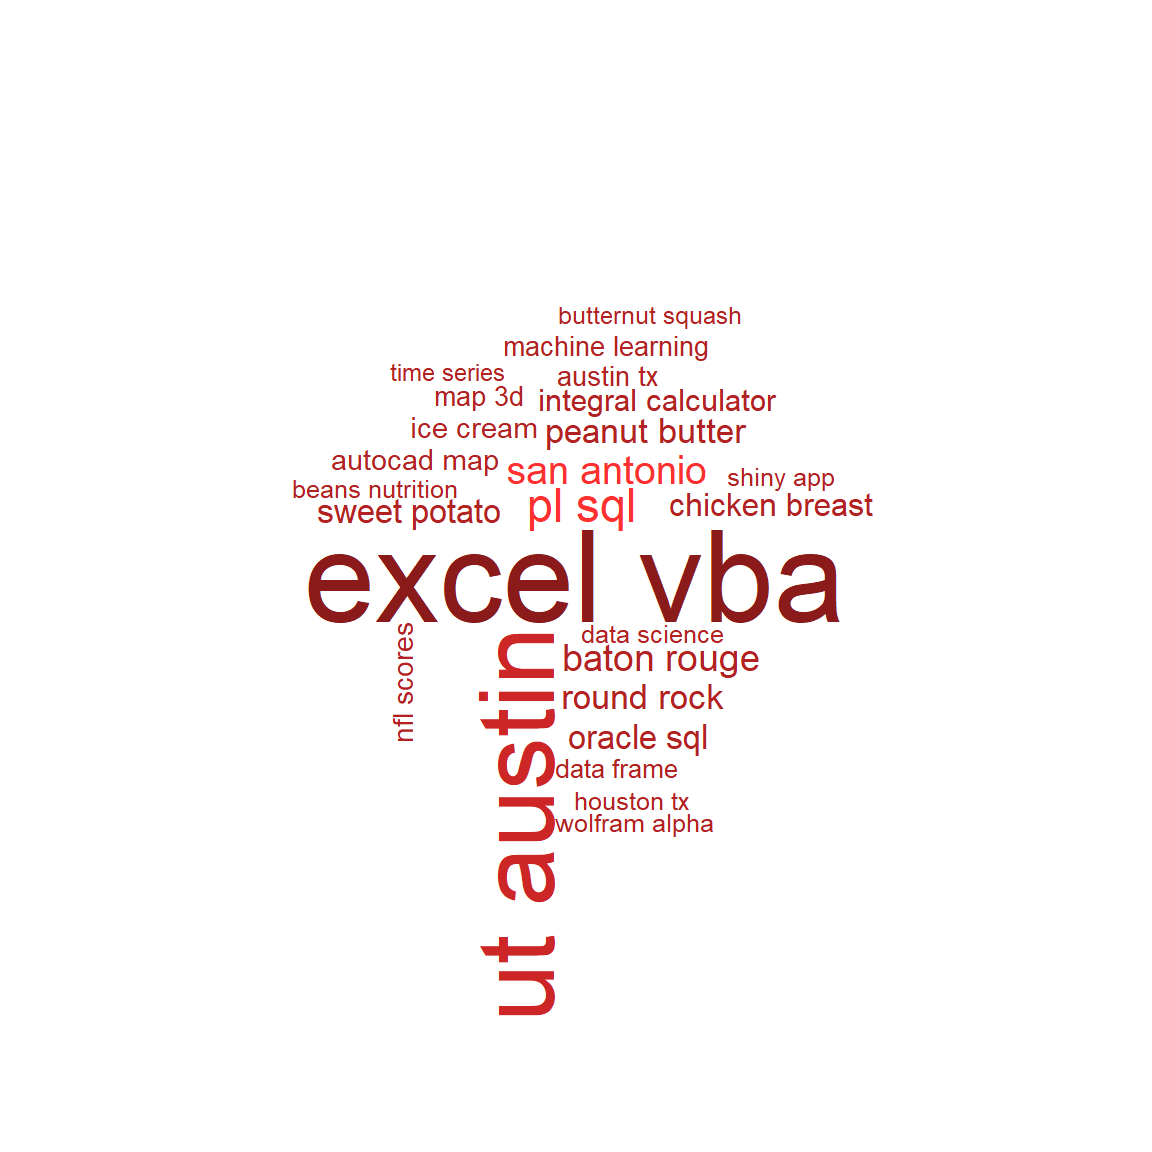 butternut squash
machine learning
time series
austin tx
map 3d
integral calculator
ice cream
peanut butter
autocad map
san antonio
shiny app
beans nutrition
sweet potato
pl sql
chicken breast
excel vba
nfl scores
ut austin
data science
baton rouge
round rock
oracle sql
data frame
houston tx
wolfram alpha